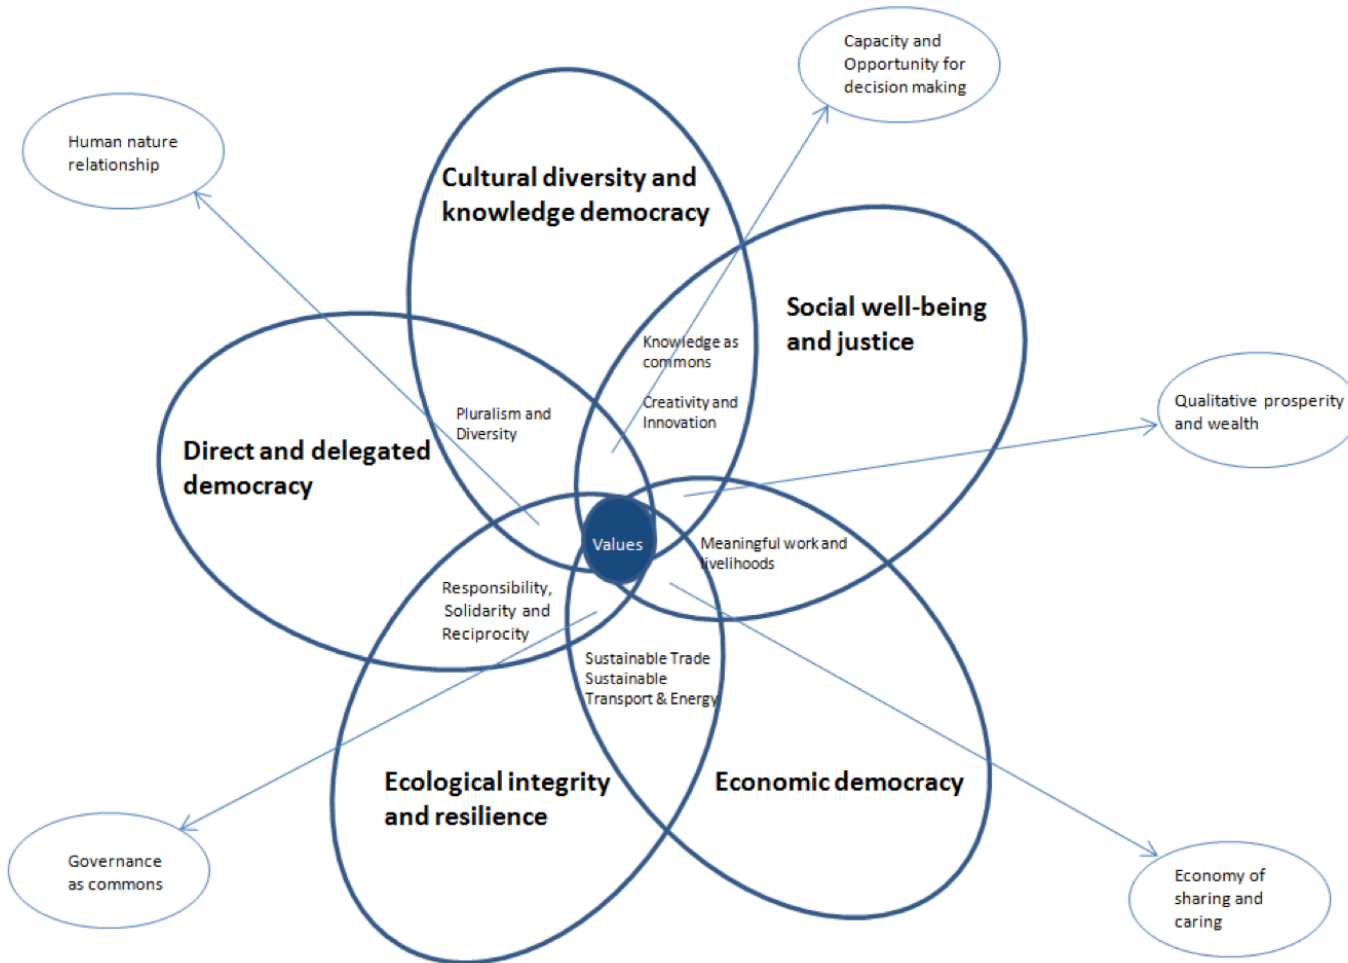 Capacity and
Opportunity for
decision making
Human nature
relationship
Cultural diversity and
knowledge democracy
Social well-being
and justice
Knowledge as
commons
Creativity and
Innovation
Qualitative prosperity
and wealth
Pluralism and
Diversity
Direct and delegated
democracy
Values
Meaningful work and
livelihoods
Responsibility,
Solidarity and
Reciprocity
Sustainable Trade
Sustainable
Transport & Energy
Ecological integrity
and resilience
Economic democracy
Governance
as commons
Economy of
sharing and
caring